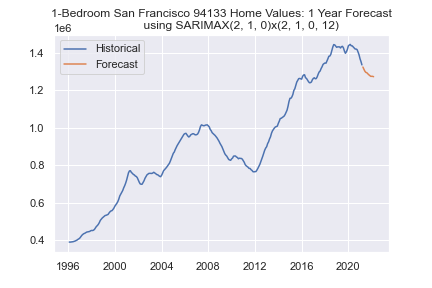 1-Bedroom San Francisco 94133 Home Values: 1 Year Forecast
using SARIMAX(2, 1, 0)x(2, 1, 0, 12)
1e6
Historical
Forecast
1.4
1.2
1.0
0.8
0.6
0.4
1996 2000 2004 2008 2012 2016 2020